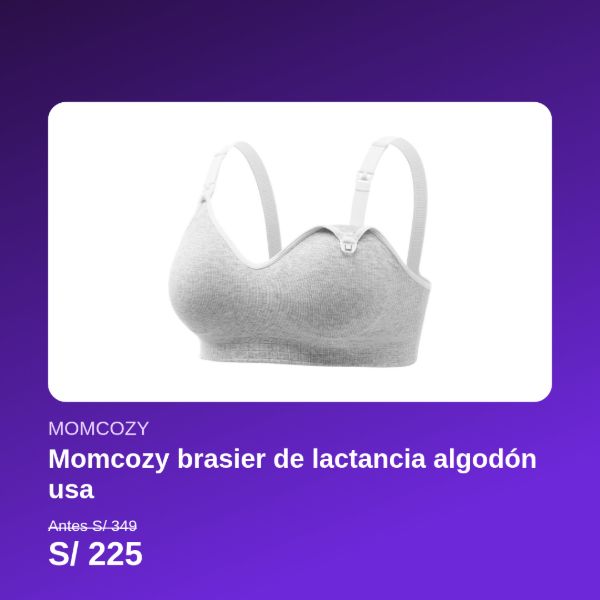 MOMCOZY
Momcozy brasier de lactancia algodón
usa
Antes S/ 349
S/ 225